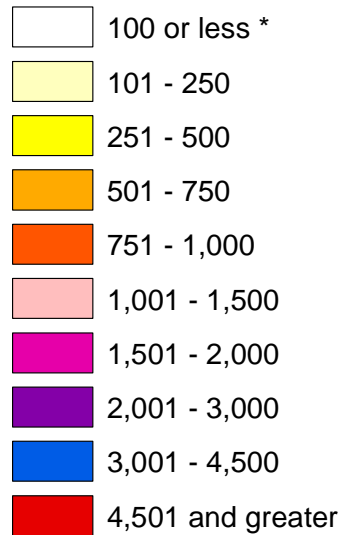 100 or less *
101 - 250
251 - 500
501 - 750
751 - 1,000
1,001 - 1,500
1,501 - 2,000
2,001 - 3,000
3,001 - 4,500
4,501 and greater